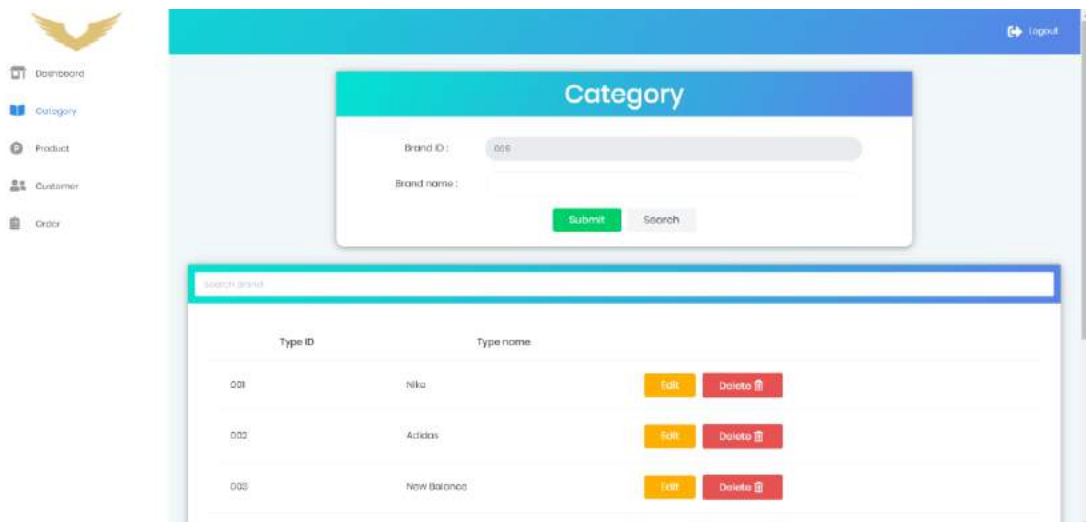 Logout
Dashboard
Category
Product
Customer
Order
Category
Brand ID :
Brand name :
Submit Search
Search Brand
Type ID Type name
001 Nike Edit Delete
002 Adidas Edit Delete
003 New Balance Edit Delete